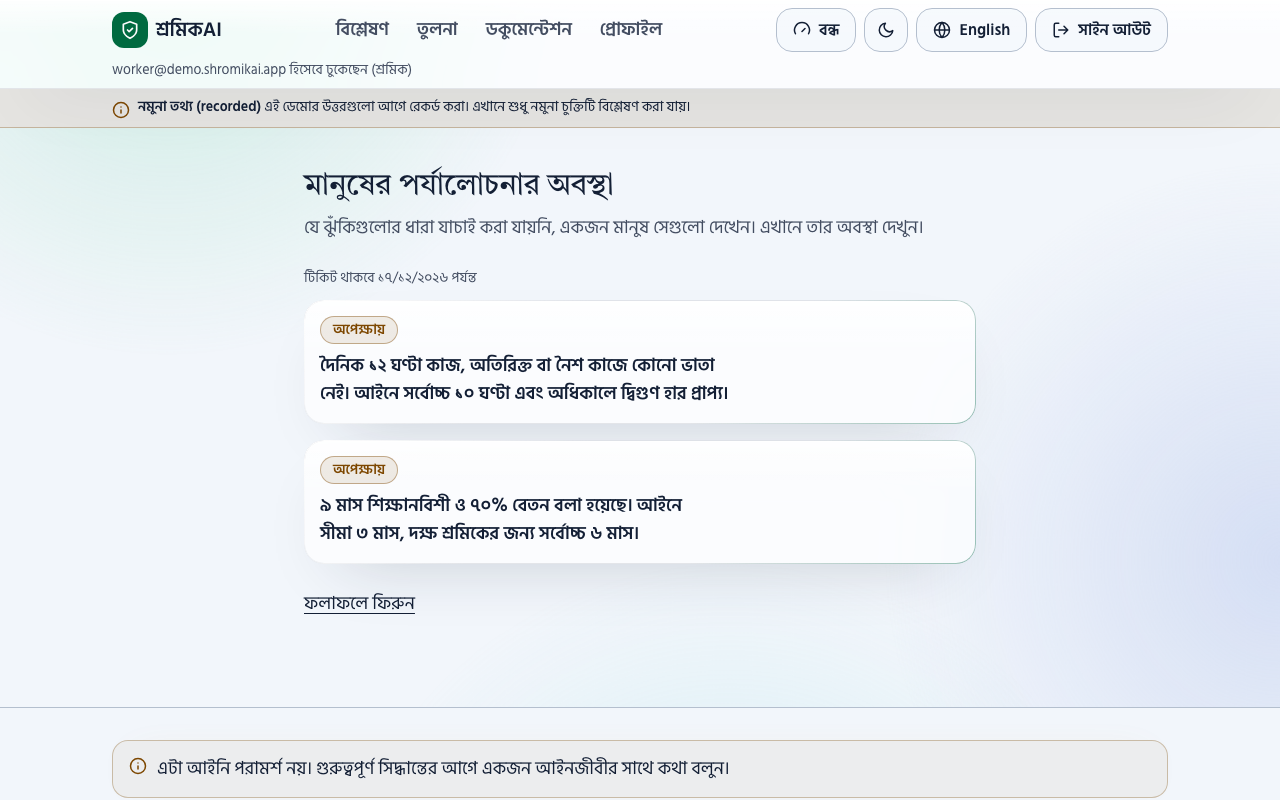 শ্রমিকAI
বিশ্লেষণ তুলনা ডকুমেন্টেশন প্রোফাইল
বন্ধ
English
সাইন আউট
worker@demo.shromikai.app হিসেবে ঢুকেছেন (শ্রমিক)
নমুনা তথ্য (recorded) এই ডেমোর উত্তরগুলো আগে রেকর্ড করা। এখানে শুধু নমুনা চুক্তিটি বিশ্লেষণ করা যায়।
মানুষের পর্যালোচনার অবস্থা
যে ঝুঁকিগুলোর ধারা যাচাই করা যায়নি, একজন মানুষ সেগুলো দেখেন। এখানে তার অবস্থা দেখুন।
টিকিট থাকবে ১৭/১২/২০২৬ পর্যন্ত
অপেক্ষায়
দৈনিক ১২ ঘণ্টা কাজ, অতিরিক্ত বা নৈশ কাজে কোনো ভাতা
নেই। আইনে সর্বোচ্চ ১০ ঘণ্টা এবং অধিকালে দ্বিগুণ হার প্রাপ্য।
অপেক্ষায়
৯ মাস শিক্ষানবিশী ও ৭০% বেতন বলা হয়েছে। আইনে
সীমা ৩ মাস, দক্ষ শ্রমিকের জন্য সর্বোচ্চ ৬ মাস।
ফলাফলে ফিরুন
এটা আইনি পরামর্শ নয়। গুরুত্বপূর্ণ সিদ্ধান্তের আগে একজন আইনজীবীর সাথে কথা বলুন।